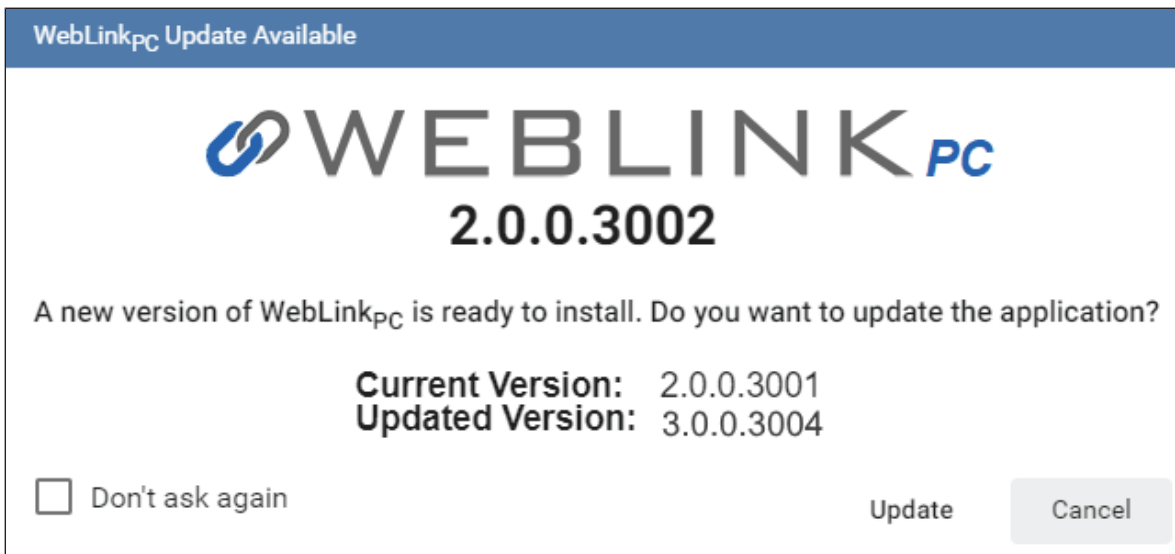 WebLinkPC Update Available
WEBLINK PC
2.0.0.3002
A new version of WebLinkPC is ready to install. Do you want to update the application?
Current Version: 2.0.0.3001
Updated Version: 3.0.0.3004
Don't ask again
Update Cancel